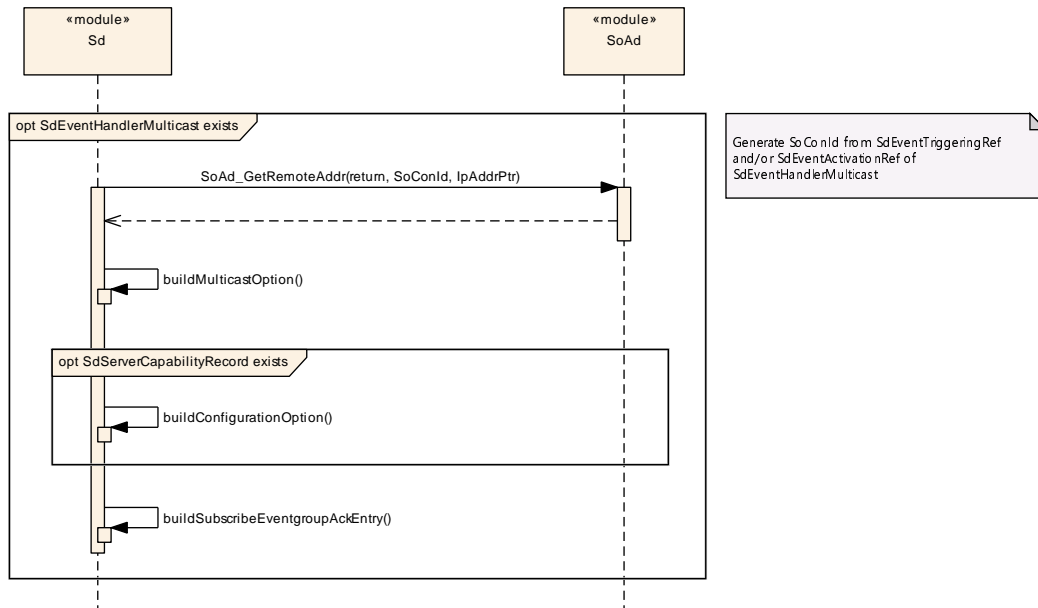 «module»
Sd
«module»
SoAd
opt SdEventHandlerMulticast exists
Generate SoConId from SdEventTriggeringRef
and/or SdEventActivationRef of
SdEventHandlerMulticast
SoAd_GetRemoteAddr(return, SoConId, IpAddrPtr)
buildMulticastOption()
opt SdServerCapabilityRecord exists
buildConfigurationOption()
buildSubscribeEventgroupAckEntry()